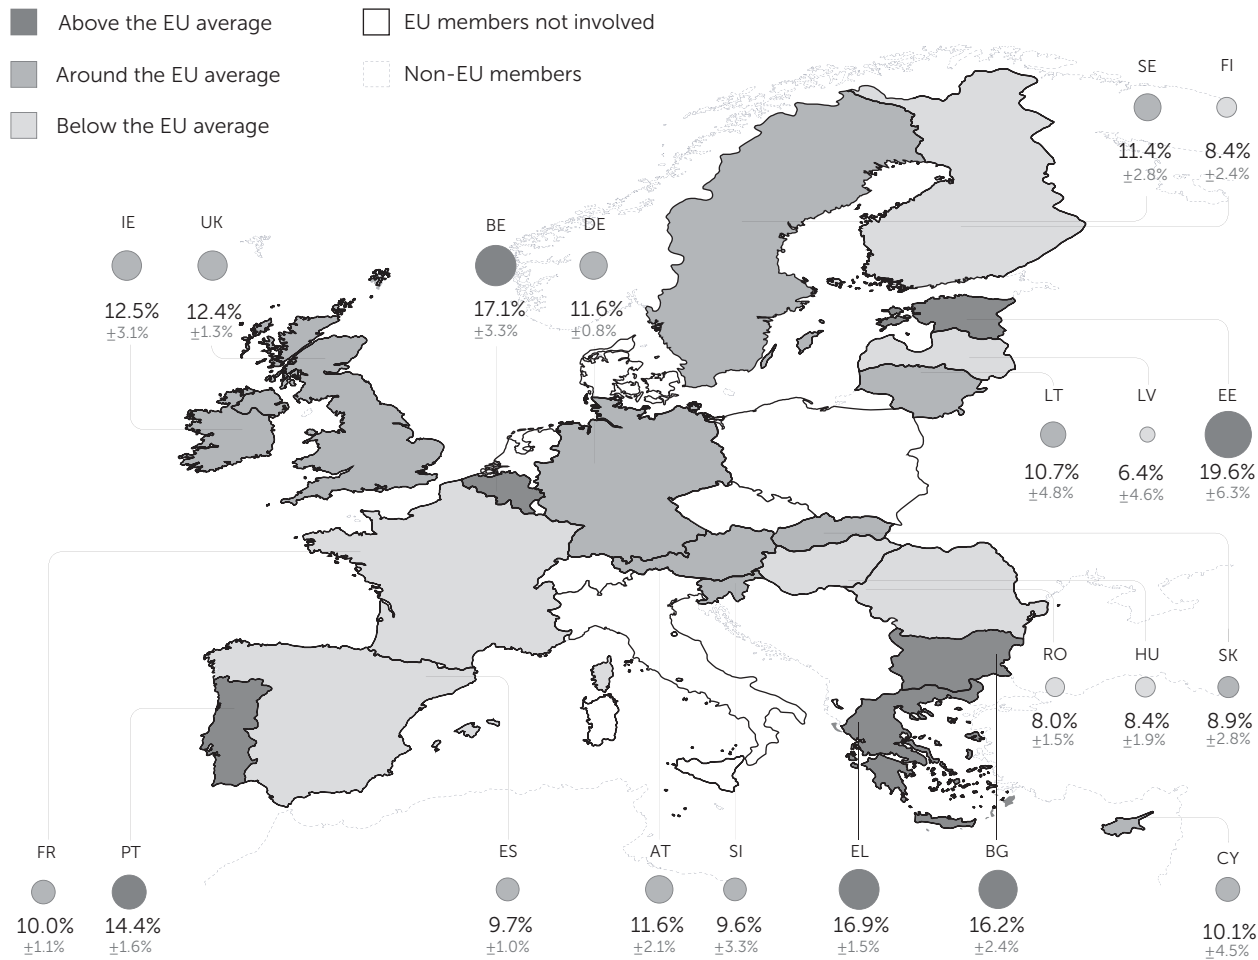 Above the EU average
EU members not involved
Around the EU average
Non-EU members
Below the EU average
SE
FI
11.4%
8.4%
±2.8%
±2.4%
IE
UK
BE
DE
12.5%
12.4%
17.1%
11.6%
±3.1%
±1.3%
±3.3%
±0.8%
LT
LV
EE
10.7%
6.4%
19.6%
±4.8%
±4.6%
±6.3%
RO
HU
SK
8.0%
8.4%
8.9%
±1.5%
±1.9%
±2.8%
FR
PT
ES
AT
SI
EL
BG
CY
10.0%
14.4%
9.7%
11.6%
9.6%
16.9%
16.2%
10.1%
±1.1%
±1.6%
±1.0%
±2.1%
±3.3%
±1.5%
±2.4%
±4.5%